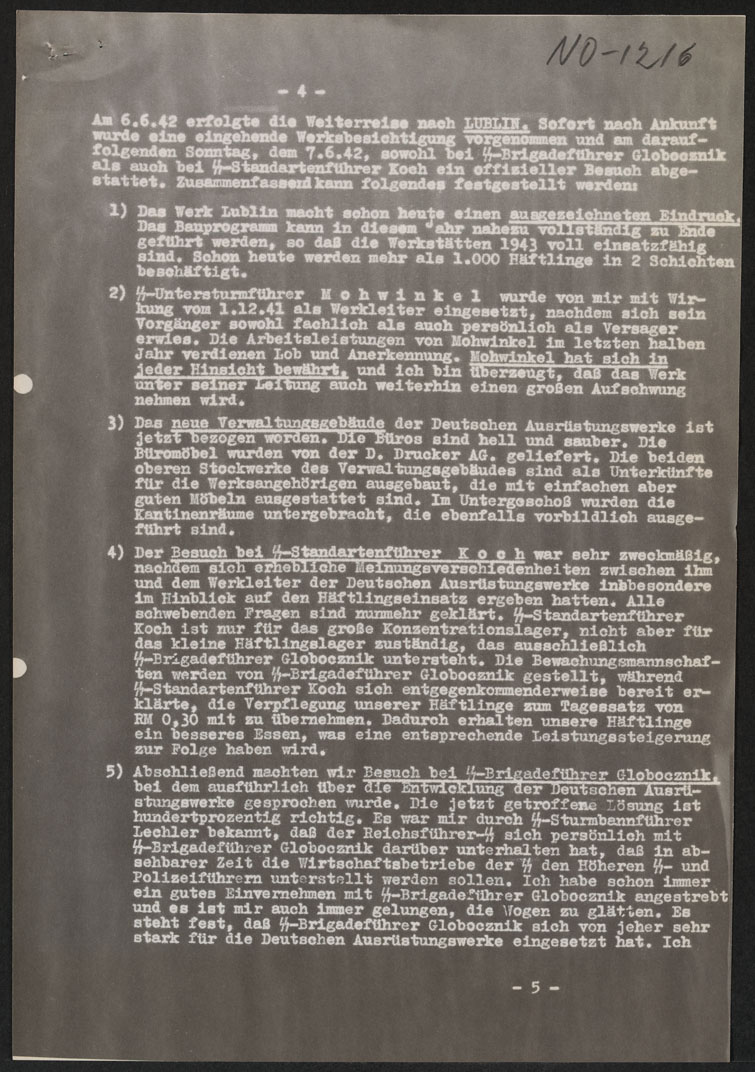 NO-1216
- 4 -
Am 6.6.42 erfolgte die Weiterreise nach LUBLIN. Sofort nach Ankunft
wurde eine eingehende Werksbesichtigung vorgenommen und am darauf-
folgenden Sonntag, dem 7.6.42, sowohl bei ᛋᛋ-Brigadeführer Globocznik
als auch bei ᛋᛋ-Standartenführer Koch ein offizieller Besuch abge-
stattet. Zusammenfassend kann folgendes festgestellt werden:
1) Das Werk Lublin macht schon heute einen ausgezeichneten Eindruck.
Das Bauprogramm kann in diesem Jahr nahezu vollständig zu Ende
geführt werden, so daß die Werkstätten 1943 voll einsatzfähig
sind. Schon heute werden mehr als 1.000 Häftlinge in 2 Schichten
beschäftigt.
2) ᛋᛋ-Untersturmführer M o h w i n k e l wurde von mir mit Wir-
kung vom 1.12.41 als Werkleiter eingesetzt, nachdem sich sein
Vorgänger sowohl fachlich als auch persönlich als Versager
erwies. Die Arbeitsleistungen von Mohwinkel im letzten halben
Jahr verdienen Lob und Anerkennung. Mohwinkel hat sich in
jeder Hinsicht bewährt, und ich bin überzeugt, daß das Werk
unter seiner Leitung auch weiterhin einen großen Aufschwung
nehmen wird.
3) Das neue Verwaltungsgebäude der Deutschen Ausrüstungswerke ist
jetzt bezogen worden. Die Büros sind hell und sauber. Die
Büromöbel wurden von der D. Drucker AG. geliefert. Die beiden
oberen Stockwerke des Verwaltungsgebäudes sind als Unterkünfte
für die Werksangehörigen ausgebaut, die mit einfachen aber
guten Möbeln ausgestattet sind. Im Untergeschoß wurden die
Kantinenräume untergebracht, die ebenfalls vorbildlich ausge-
führt sind.
4) Der Besuch bei ᛋᛋ-Standartenführer K o c h war sehr zweckmäßig,
nachdem sich erhebliche Meinungsverschiedenheiten zwischen ihm
und dem Werkleiter der Deutschen Ausrüstungswerke insbesondere
im Hinblick auf den Häftlingseinsatz ergeben hatten. Alle
schwebenden Fragen sind nunmehr geklärt. ᛋᛋ-Standartenführer
Koch ist nur für das große Konzentrationslager, nicht aber für
das kleine Häftlingslager zuständig, das ausschließlich
ᛋᛋ-Brigadeführer Globocznik untersteht. Die Bewachungsmannschaf-
ten werden von ᛋᛋ-Brigadeführer Globocznik gestellt, während
ᛋᛋ-Standartenführer Koch sich entgegenkommenderweise bereit er-
klärte, die Verpflegung unserer Häftlinge zum Tagessatz von
RM 0,30 mit zu übernehmen. Dadurch erhalten unsere Häftlinge
ein besseres Essen, was eine entsprechende Leistungssteigerung
zur Folge haben wird.
5) Abschließend machten wir Besuch bei ᛋᛋ-Brigadeführer Globocznik,
bei dem ausführlich über die Entwicklung der Deutschen Ausrü-
stungswerke gesprochen wurde. Die jetzt getroffene Lösung ist
hundertprozentig richtig. Es war mir durch ᛋᛋ-Sturmbannführer
Lechler bekannt, daß der Reichsführer-ᛋᛋ sich persönlich mit
ᛋᛋ-Brigadeführer Globocznik darüber unterhalten hat, daß in ab-
sehbarer Zeit die Wirtschaftsbetriebe der ᛋᛋ den Höheren ᛋᛋ- und
Polizeiführern unterstellt werden sollen. Ich habe schon immer
ein gutes Einvernehmen mit ᛋᛋ-Brigadeführer Globocznik angestrebt
und es ist mir auch immer gelungen, die Wogen zu glätten. Es
steht fest, daß ᛋᛋ-Brigadeführer Globocznik sich von jeher sehr
stark für die Deutschen Ausrüstungswerke eingesetzt hat. Ich
- 5 -